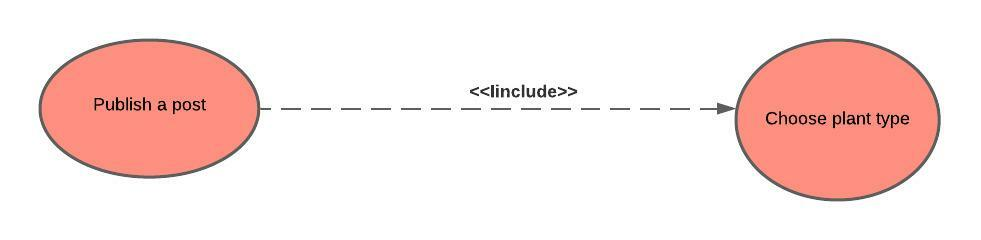 <<Iinclude>>
Publish a post
Choose plant type